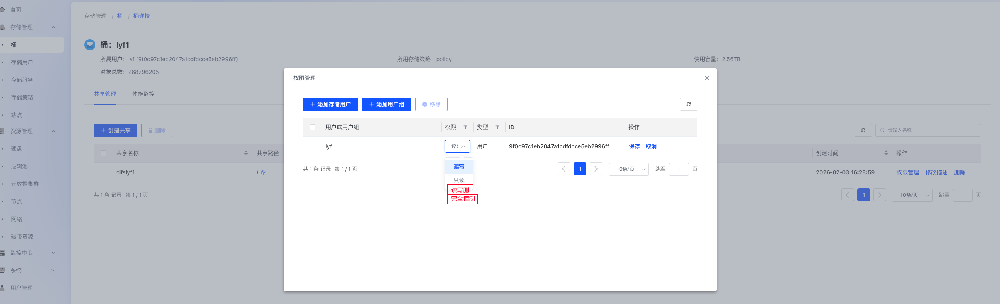 首页
存储管理
桶
存储用户
存储服务
存储策略
站点
资源管理
硬盘
逻辑池
元数据集群
节点
网络
磁带资源
监控中心
系统
用户管理
存储管理 / 桶 / 桶详情
桶：lyf1
所属用户：lyf (9f0c97c1eb2047a1cdfdcce5eb2996ff)
所用存储策略：policy
使用容量：2.56TB
对象总数：268796205
共享管理 性能监控
创建共享 删除
请输入名称
共享名称 共享路径
创建时间 操作
cifslyf1 /
2026-02-03 16:28:59 权限管理 修改描述 删除
共 1 条 记录 第 1 / 1 页
1 10条/页 跳至 1 页
权限管理
添加存储用户 添加用户组 移除
用户或用户组 权限 类型 ID 操作
lyf 用户 9f0c97c1eb2047a1cdfdcce5eb2996ff 保存 取消
读写
只读
读写删
完全控制
共 1 条 记录 第 1 / 1 页
1 10条/页 跳至 1 页